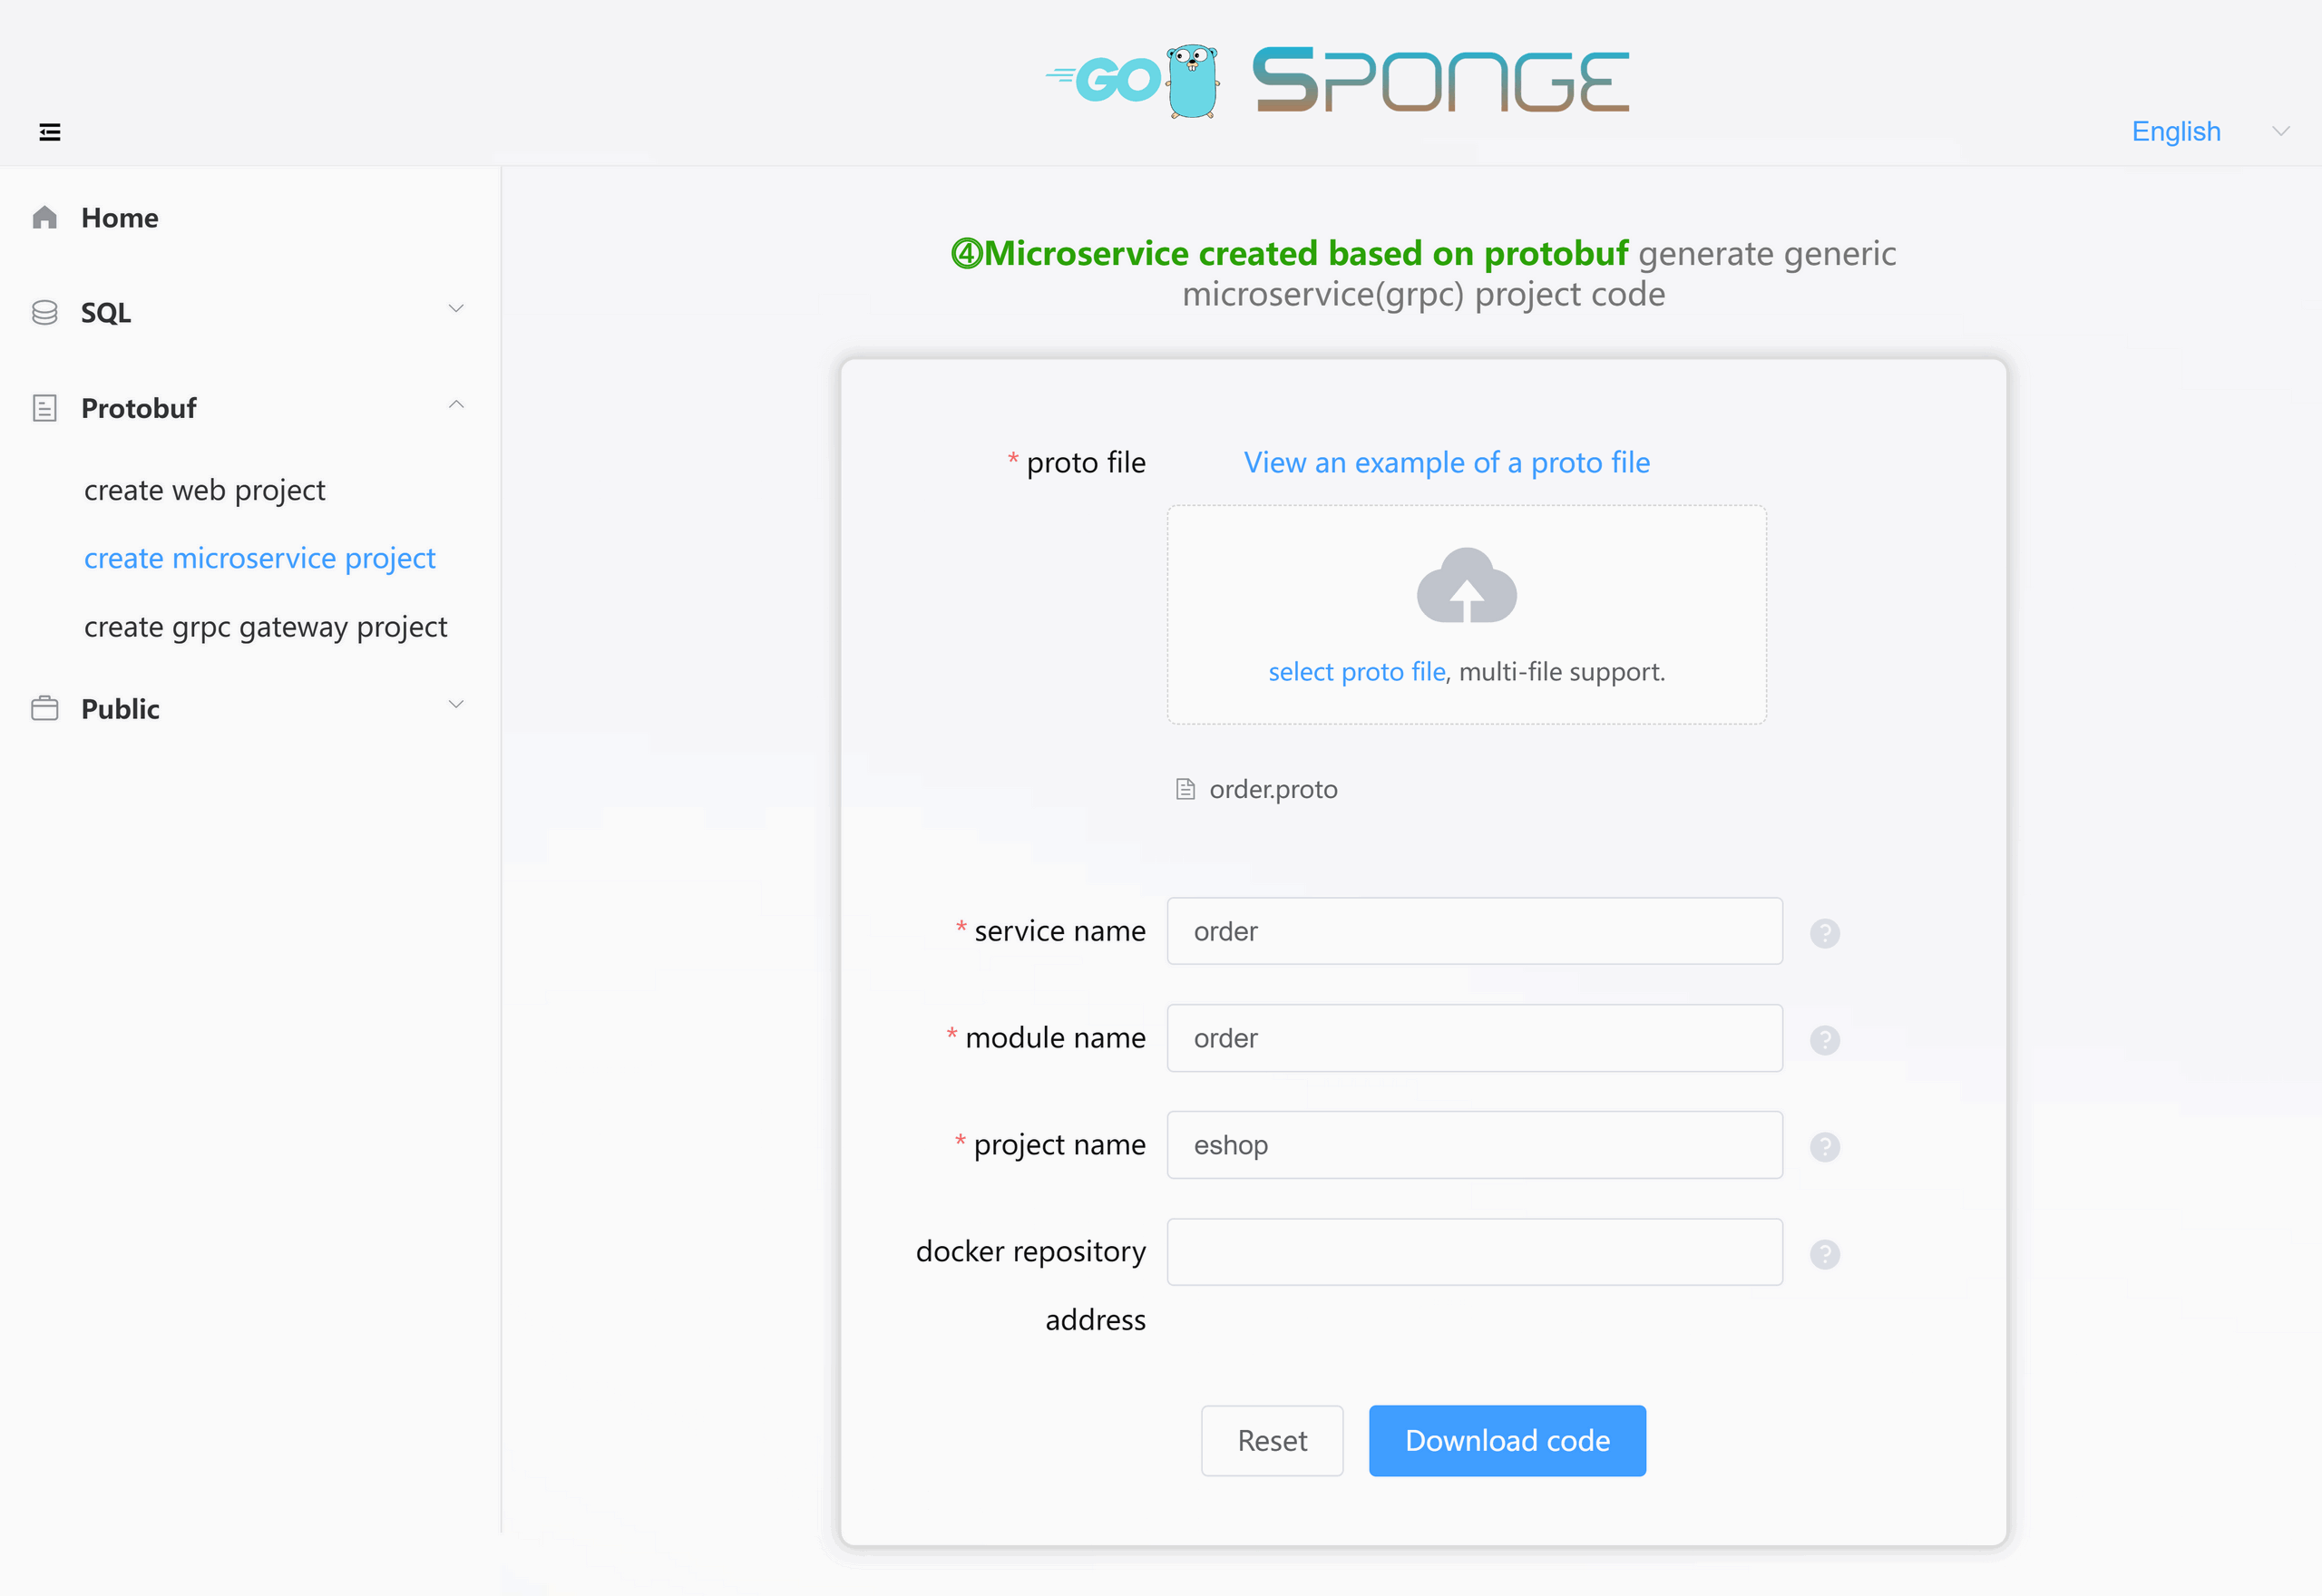 GO SPONGE
English
Home
SQL
Protobuf
create web project
create microservice project
create grpc gateway project
Public
④Microservice created based on protobuf generate generic
microservice(grpc) project code
* proto file View an example of a proto file
select proto file, multi-file support.
order.proto
* service name order ?
* module name order ?
* project name eshop ?
docker repository ?
address
Reset Download code